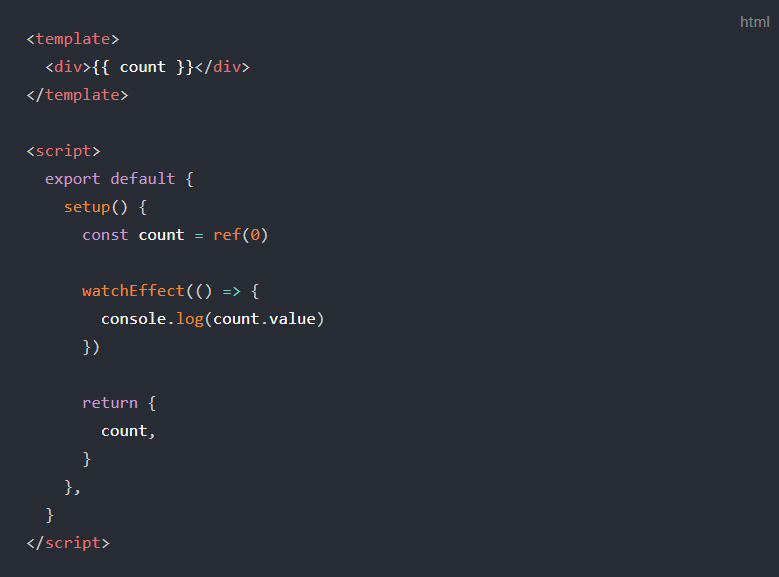 html
<template>
  <div>{{ count }}</div>
</template>

<script>
  export default {
    setup() {
      const count = ref(0)

      watchEffect(() => {
        console.log(count.value)
      })

      return {
        count,
      }
    },
  }
</script>